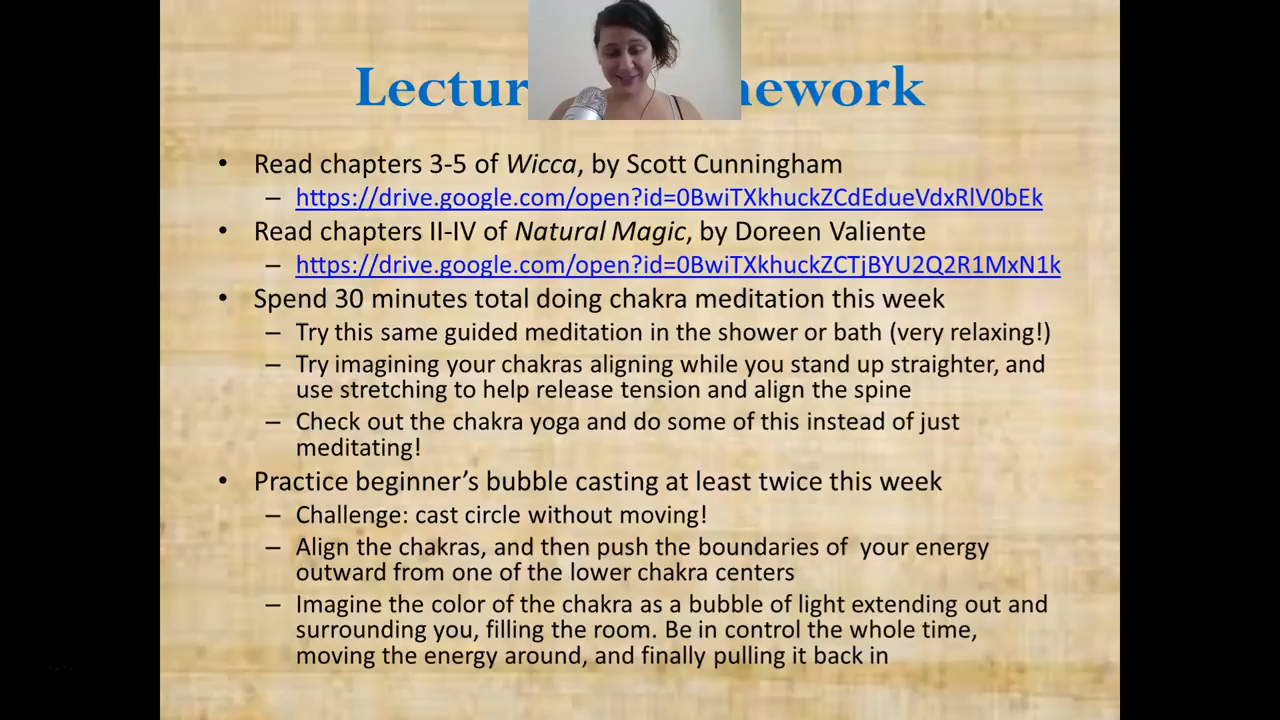 Lectur ework
• Read chapters 3-5 of Wicca, by Scott Cunningham
– https://drive.google.com/open?id=0BwiTXkhuckZCdEdueVdxRlV0bEk
• Read chapters II-IV of Natural Magic, by Doreen Valiente
– https://drive.google.com/open?id=0BwiTXkhuckZCTjBYU2Q2R1MxN1k
• Spend 30 minutes total doing chakra meditation this week
– Try this same guided meditation in the shower or bath (very relaxing!)
– Try imagining your chakras aligning while you stand up straighter, and
use stretching to help release tension and align the spine
– Check out the chakra yoga and do some of this instead of just
meditating!
• Practice beginner’s bubble casting at least twice this week
– Challenge: cast circle without moving!
– Align the chakras, and then push the boundaries of your energy
outward from one of the lower chakra centers
– Imagine the color of the chakra as a bubble of light extending out and
surrounding you, filling the room. Be in control the whole time,
moving the energy around, and finally pulling it back in